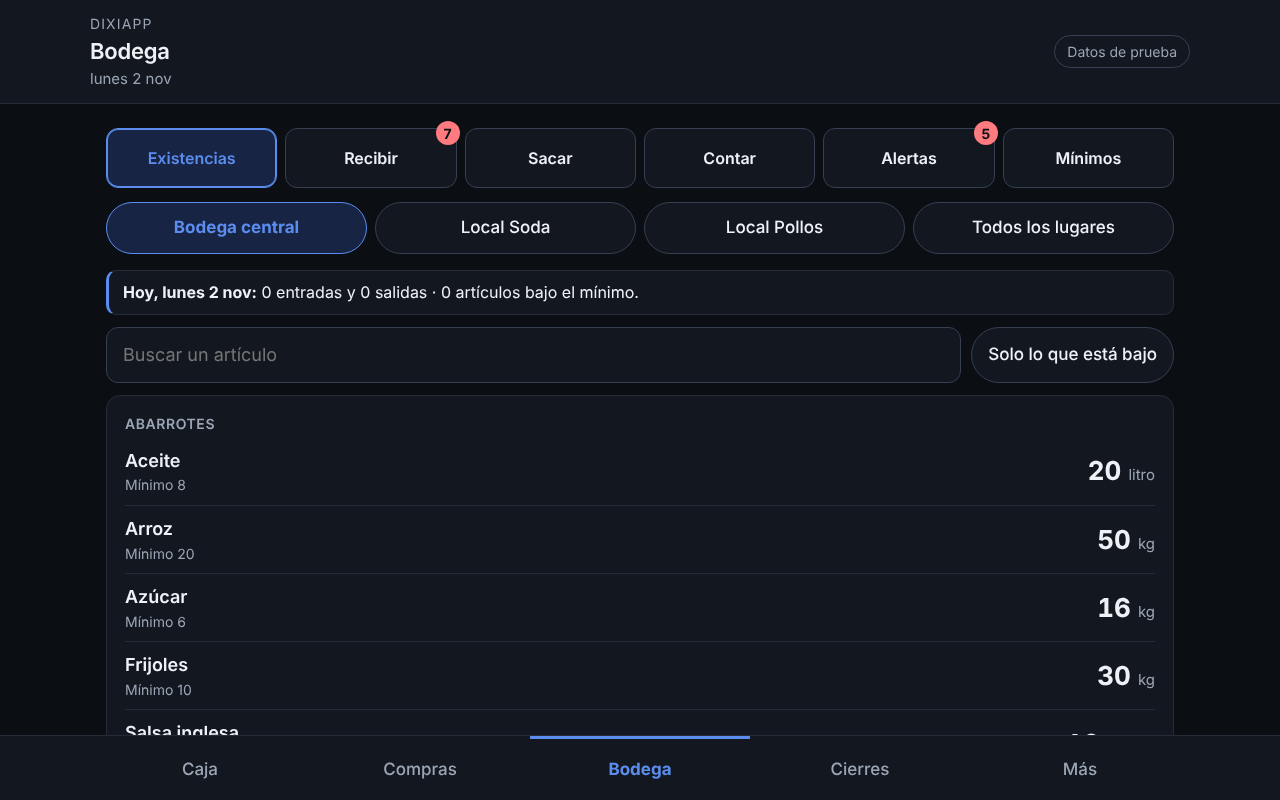 DIXIAPP
Bodega
lunes 2 nov
Datos de prueba
Existencias
Recibir
7
Sacar
Contar
Alertas
5
Mínimos
Bodega central
Local Soda
Local Pollos
Todos los lugares
Hoy, lunes 2 nov: 0 entradas y 0 salidas · 0 artículos bajo el mínimo.
Buscar un artículo
Solo lo que está bajo
ABARROTES
Aceite
Mínimo 8
20 litro
Arroz
Mínimo 20
50 kg
Azúcar
Mínimo 6
16 kg
Frijoles
Mínimo 10
30 kg
Salsa inglesa
Caja
Compras
Bodega
Cierres
Más